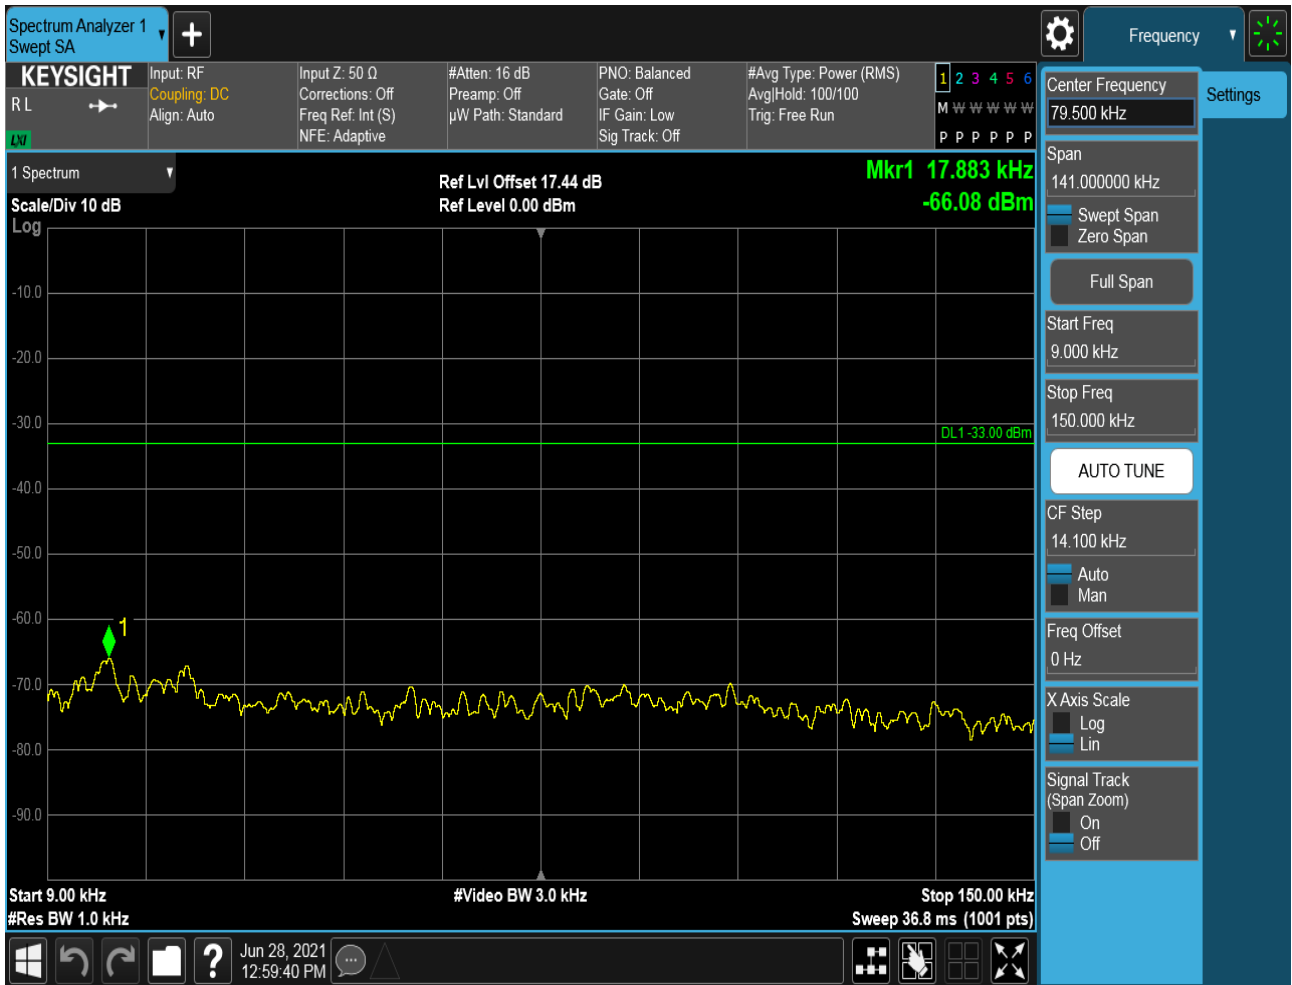 Spectrum Analyzer 1
Swept SA
Frequency
KEYSIGHT
R L
LXI
Input: RF
Coupling: DC
Align: Auto
Input Z: 50 Ω
Corrections: Off
Freq Ref: Int (S)
NFE: Adaptive
#Atten: 16 dB
Preamp: Off
µW Path: Standard
PNO: Balanced
Gate: Off
IF Gain: Low
Sig Track: Off
#Avg Type: Power (RMS)
Avg|Hold: 100/100
Trig: Free Run
1 2 3 4 5 6
M W W W W W
P P P P P P
1 Spectrum
Scale/Div 10 dB
Log
Ref Lvl Offset 17.44 dB
Ref Level 0.00 dBm
Mkr1 17.883 kHz
-66.08 dBm
-10.0
-20.0
-30.0
DL1 -33.00 dBm
-40.0
-50.0
-60.0
1
-70.0
-80.0
-90.0
Start 9.00 kHz
#Video BW 3.0 kHz
Stop 150.00 kHz
#Res BW 1.0 kHz
Sweep 36.8 ms (1001 pts)
?
Jun 28, 2021
12:59:40 PM
Center Frequency
79.500 kHz
Settings
Span
141.000000 kHz
Swept Span
Zero Span
Full Span
Start Freq
9.000 kHz
Stop Freq
150.000 kHz
AUTO TUNE
CF Step
14.100 kHz
Auto
Man
Freq Offset
0 Hz
X Axis Scale
Log
Lin
Signal Track
(Span Zoom)
On
Off